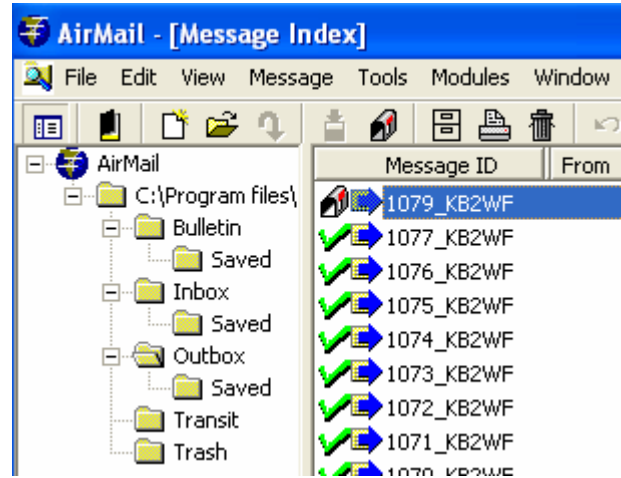 AirMail - [Message Index]
File Edit View Message Tools Modules Window
AirMail
C:\Program files\
Bulletin
Saved
Inbox
Saved
Outbox
Saved
Transit
Trash
Message ID From
1079_KB2WF
1077_KB2WF
1076_KB2WF
1075_KB2WF
1074_KB2WF
1073_KB2WF
1072_KB2WF
1071_KB2WF
1070_KB2WF